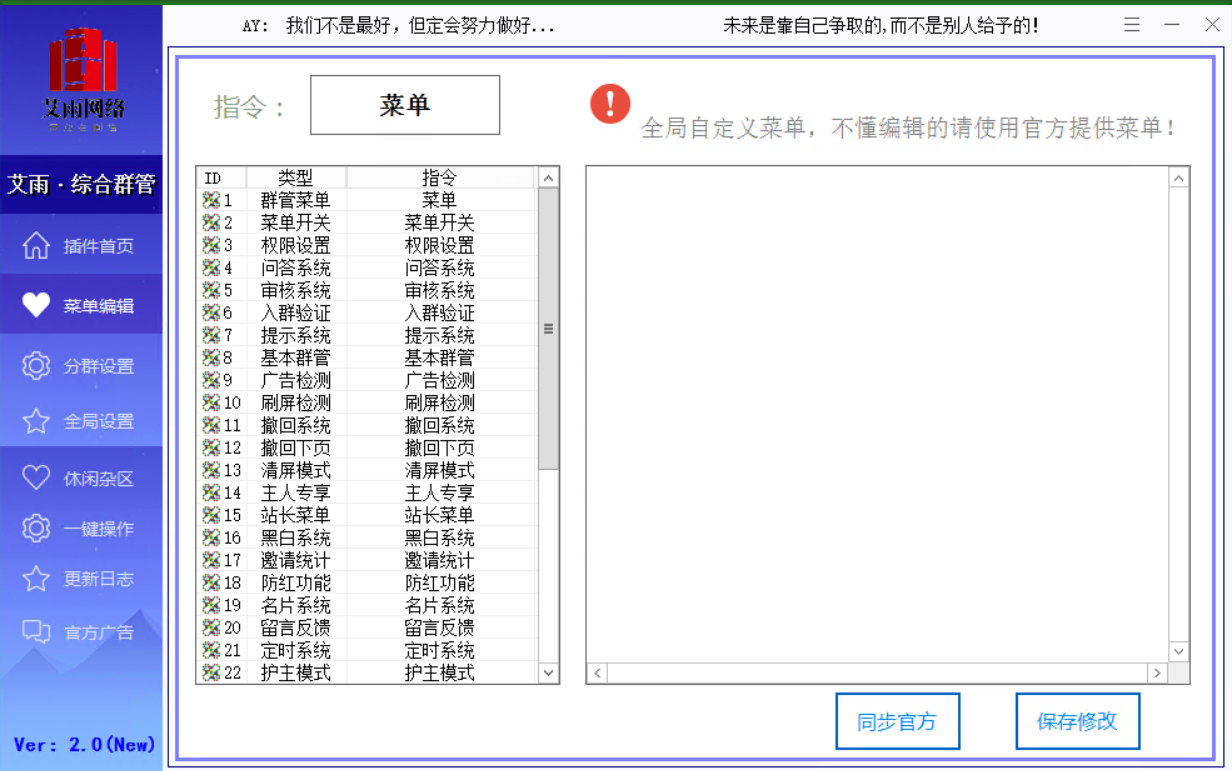 AY: 我们不是最好，但定会努力做好...
未来是靠自己争取的,而不是别人给予的!
艾雨网络
艾雨·综合群管
插件首页
菜单编辑
分群设置
全局设置
休闲杂区
一键操作
更新日志
官方广告
Ver: 2.0(New)
指令：
菜单
全局自定义菜单，不懂编辑的请使用官方提供菜单！
ID 类型 指令
1 群管菜单 菜单
2 菜单开关 菜单开关
3 权限设置 权限设置
4 问答系统 问答系统
5 审核系统 审核系统
6 入群验证 入群验证
7 提示系统 提示系统
8 基本群管 基本群管
9 广告检测 广告检测
10 刷屏检测 刷屏检测
11 撤回系统 撤回系统
12 撤回下页 撤回下页
13 清屏模式 清屏模式
14 主人专享 主人专享
15 站长菜单 站长菜单
16 黑白系统 黑白系统
17 邀请统计 邀请统计
18 防红功能 防红功能
19 名片系统 名片系统
20 留言反馈 留言反馈
21 定时系统 定时系统
22 护主模式 护主模式
同步官方
保存修改